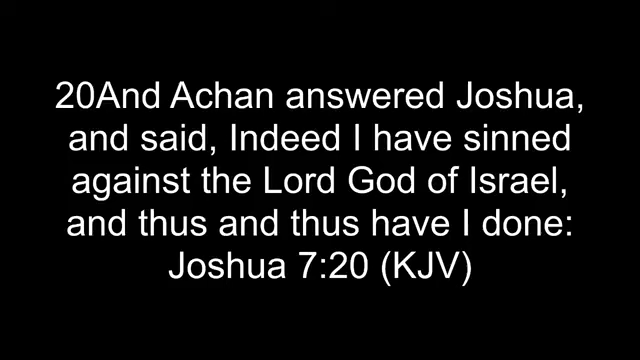 20And Achan answered Joshua,
and said, Indeed I have sinned
against the Lord God of Israel,
and thus and thus have I done:
Joshua 7:20 (KJV)